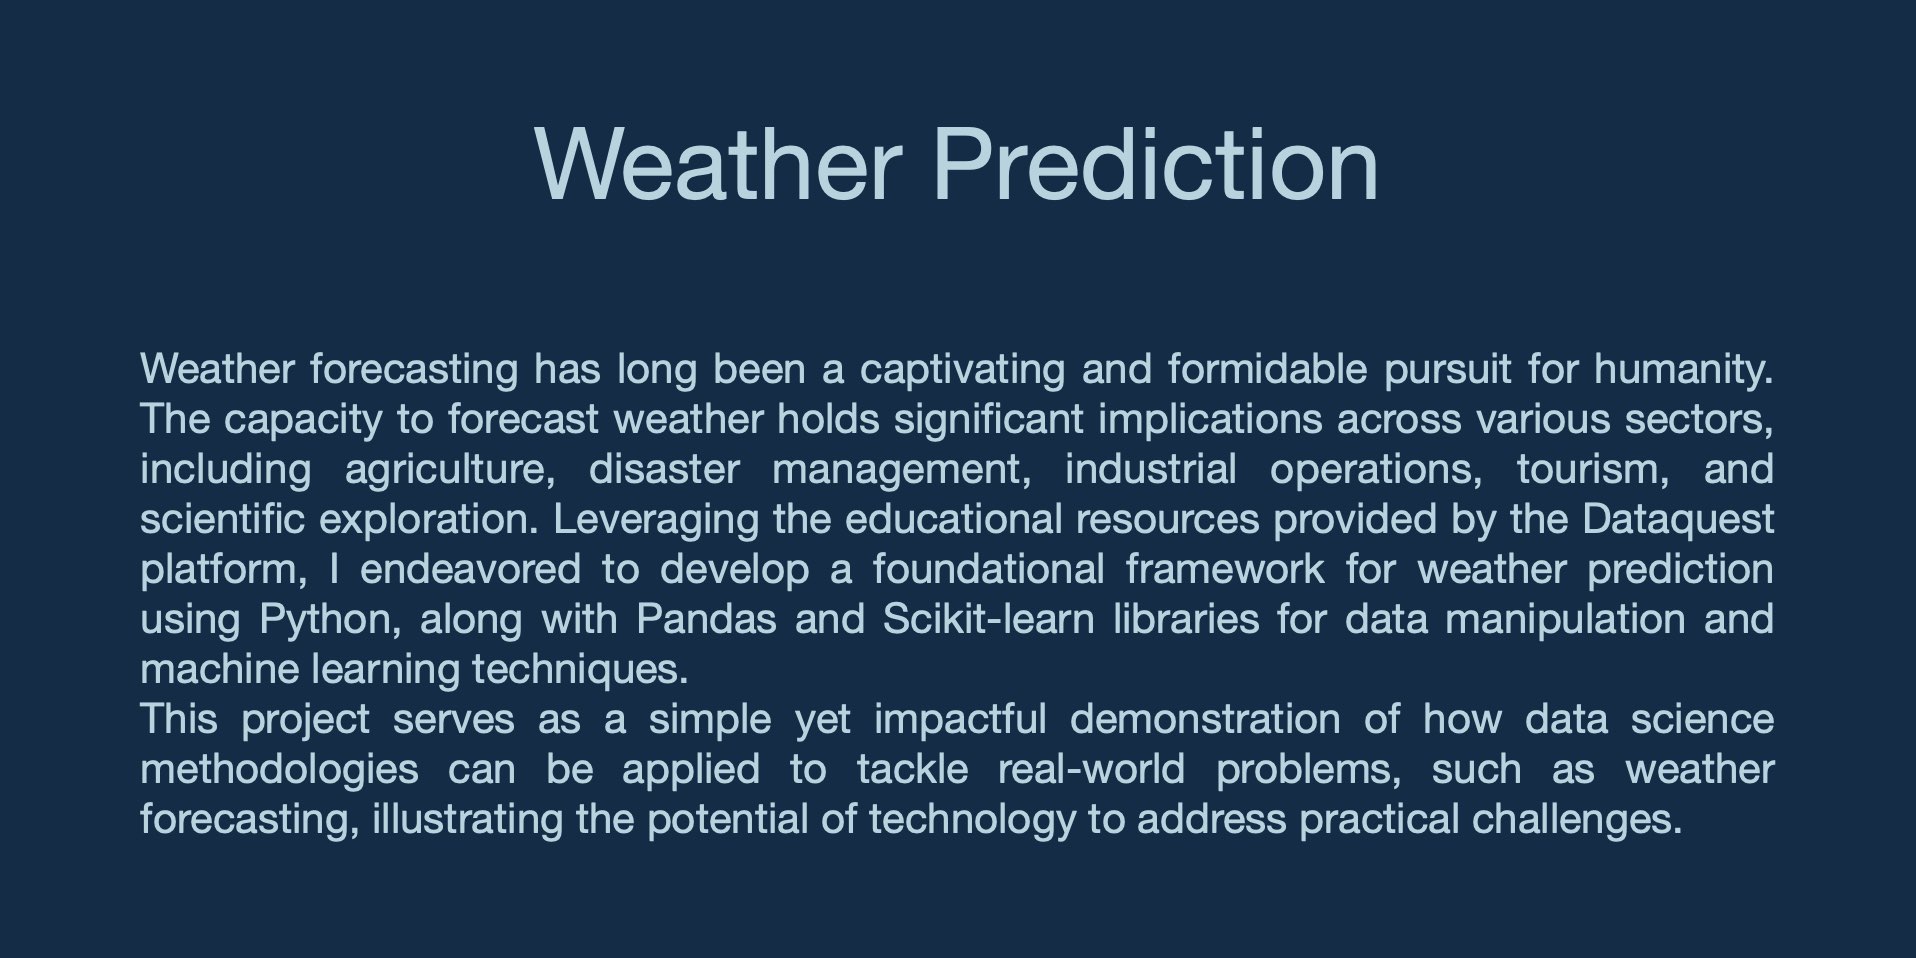 Weather Prediction
Weather forecasting has long been a captivating and formidable pursuit for humanity.
The capacity to forecast weather holds significant implications across various sectors,
including agriculture, disaster management, industrial operations, tourism, and
scientific exploration. Leveraging the educational resources provided by the Dataquest
platform, I endeavored to develop a foundational framework for weather prediction
using Python, along with Pandas and Scikit-learn libraries for data manipulation and
machine learning techniques.
This project serves as a simple yet impactful demonstration of how data science
methodologies can be applied to tackle real-world problems, such as weather
forecasting, illustrating the potential of technology to address practical challenges.